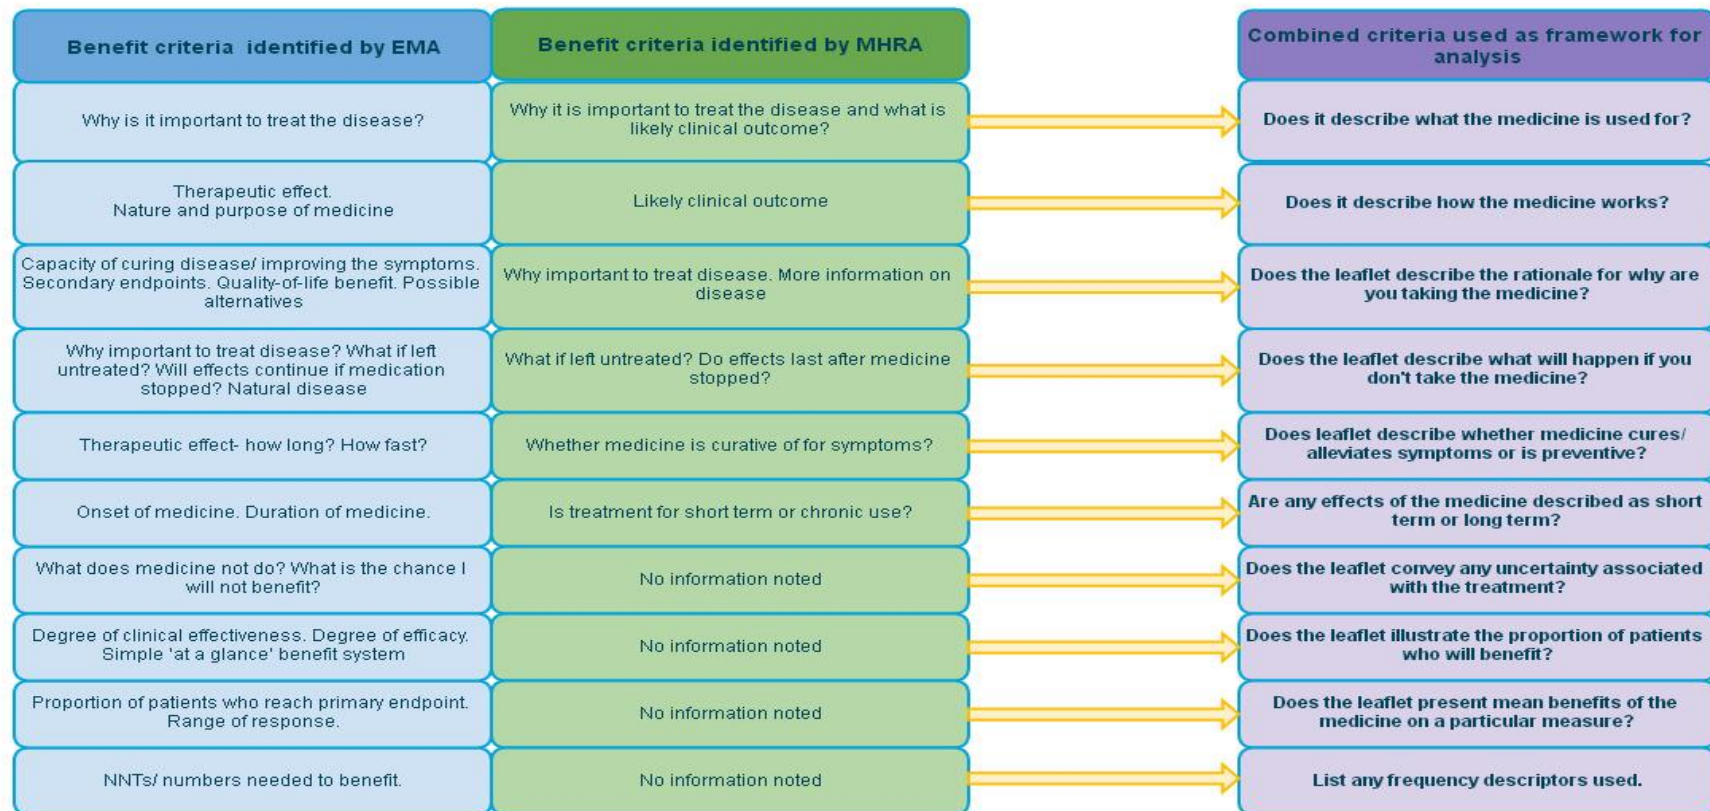 Benefit criteria identified by EMA
Benefit criteria identified by MHRA
Combined criteria used as framework for
analysis
Why is it important to treat the disease?
Why it is important to treat the disease and what is
likely clinical outcome?
Does it describe what the medicine is used for?
Therapeutic effect.
Nature and purpose of medicine
Likely clinical outcome
Does it describe how the medicine works?
Capacity of curing disease/ improving the symptoms.
Secondary endpoints. Quality-of-life benefit. Possible
alternatives
Why important to treat disease. More information on
disease
Does the leaflet describe the rationale for why are
you taking the medicine?
Why important to treat disease? What if left
untreated? Will effects continue if medication
stopped? Natural disease
What if left untreated? Do effects last after medicine
stopped?
Does the leaflet describe what will happen if you
don't take the medicine?
Therapeutic effect- how long? How fast?
Whether medicine is curative of for symptoms?
Does leaflet describe whether medicine cures/
alleviates symptoms or is preventive?
Onset of medicine. Duration of medicine.
Is treatment for short term or chronic use?
Are any effects of the medicine described as short
term or long term?
What does medicine not do? What is the chance I
will not benefit?
No information noted
Does the leaflet convey any uncertainty associated
with the treatment?
Degree of clinical effectiveness. Degree of efficacy.
Simple 'at a glance' benefit system
No information noted
Does the leaflet illustrate the proportion of patients
who will benefit?
Proportion of patients who reach primary endpoint.
Range of response.
No information noted
Does the leaflet present mean benefits of the
medicine on a particular measure?
NNTs/ numbers needed to benefit.
No information noted
List any frequency descriptors used.